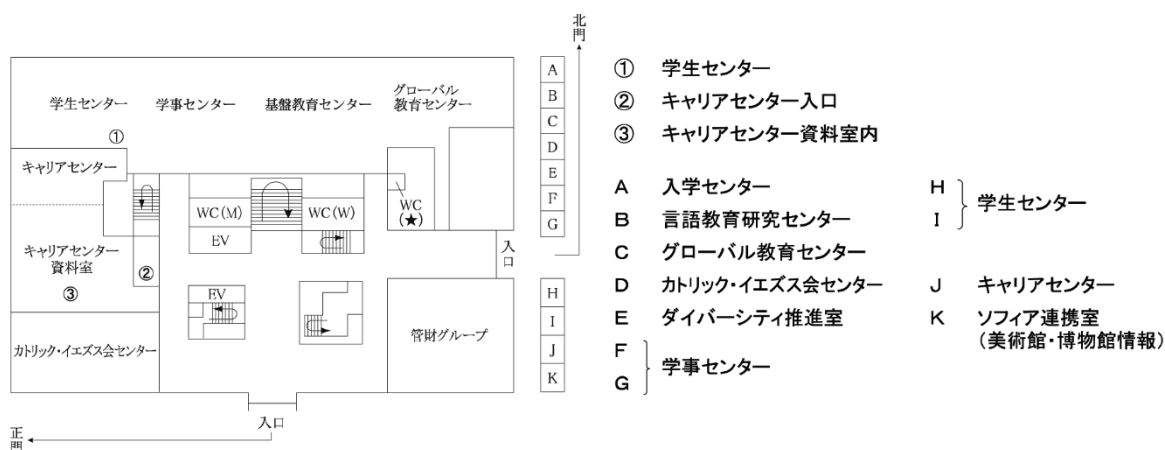 北
門
学生センター
学事センター
基盤教育センター
グローバル
教育センター
①
キャリアセンター
WC(M)
WC(W)
WC
(★)
EV
キャリアセンター
資料室
②
③
EV
カトリック・イエズス会センター
管財グループ
入
口
入口
正
門
A
B
C
D
E
F
G
H
I
J
K
① 学生センター
② キャリアセンター入口
③ キャリアセンター資料室内
A 入学センター
B 言語教育研究センター
C グローバル教育センター
D カトリック・イエズス会センター
E ダイバーシティ推進室
F
G
学事センター
H
I
学生センター
J キャリアセンター
K ソフィア連携室
(美術館・博物館情報)